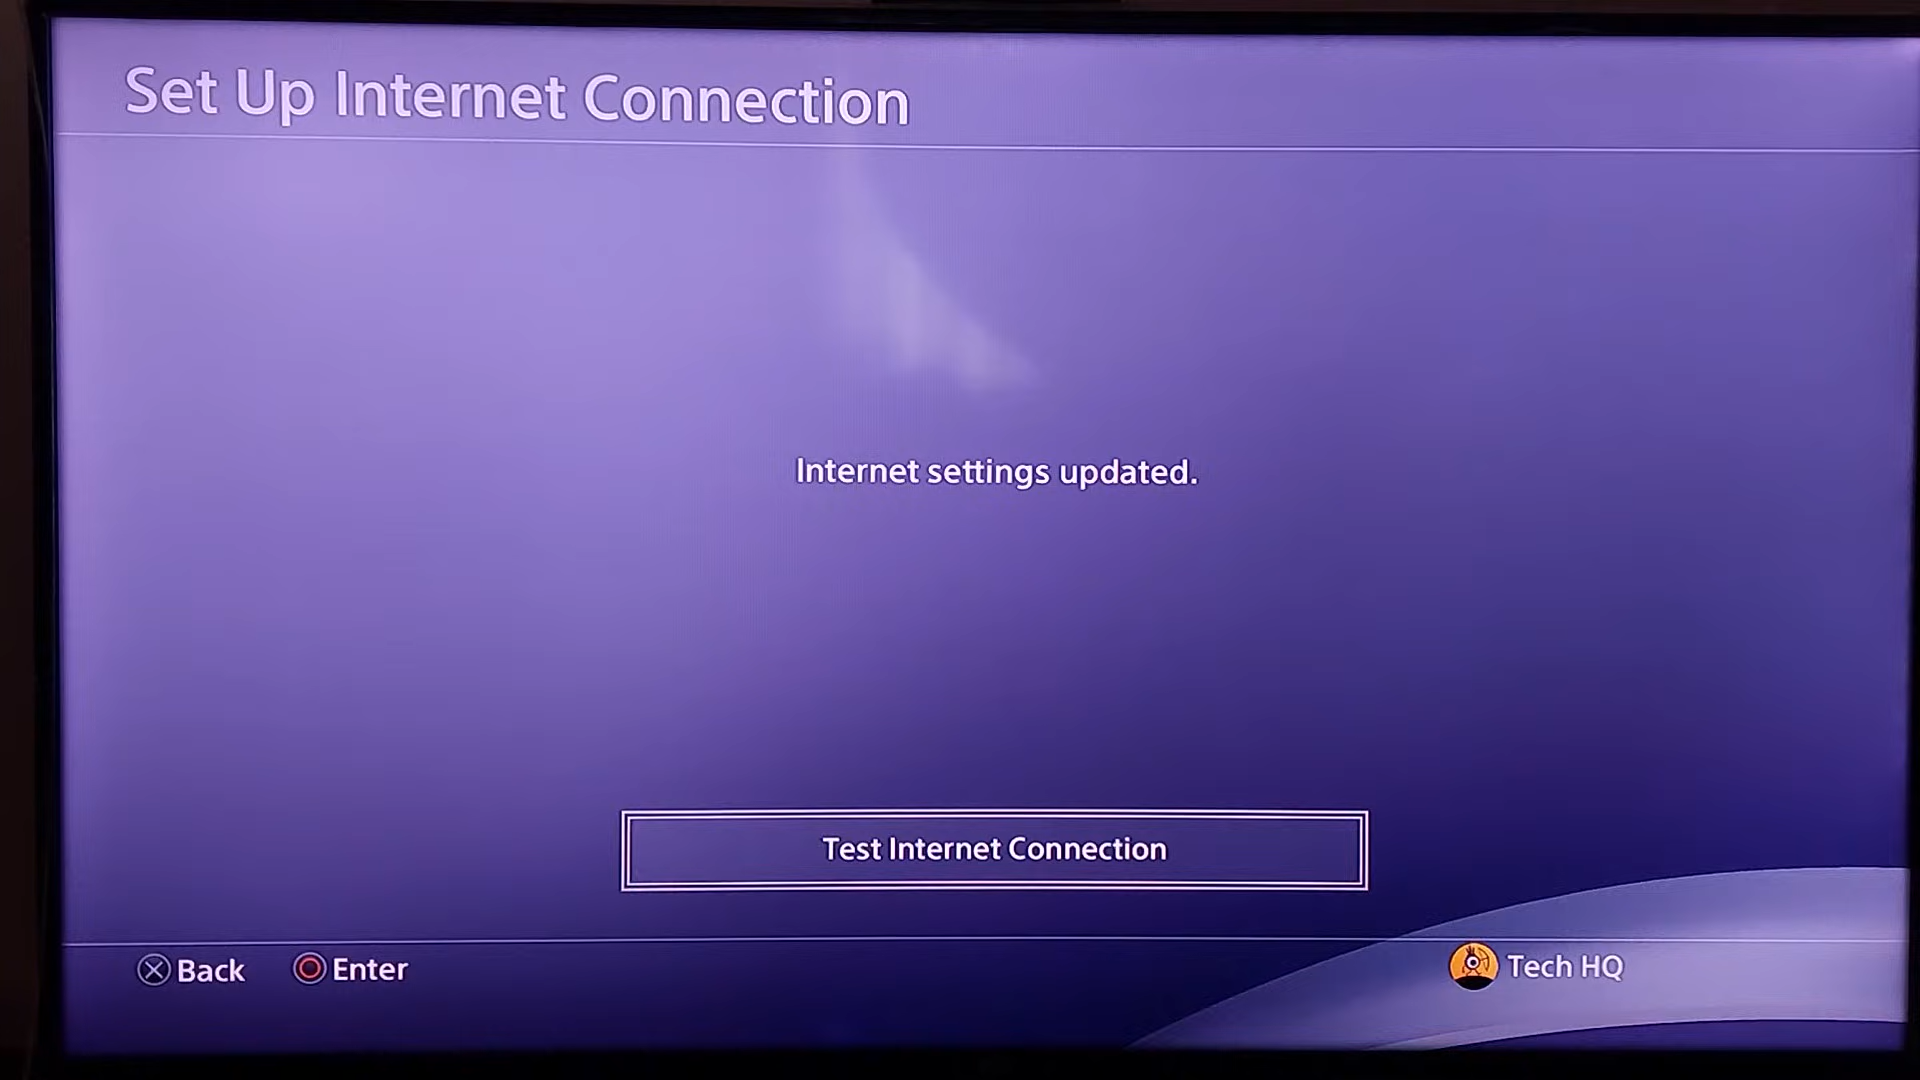 Set Up Internet Connection
Internet settings updated.
Test Internet Connection
Back Enter
Tech HQ